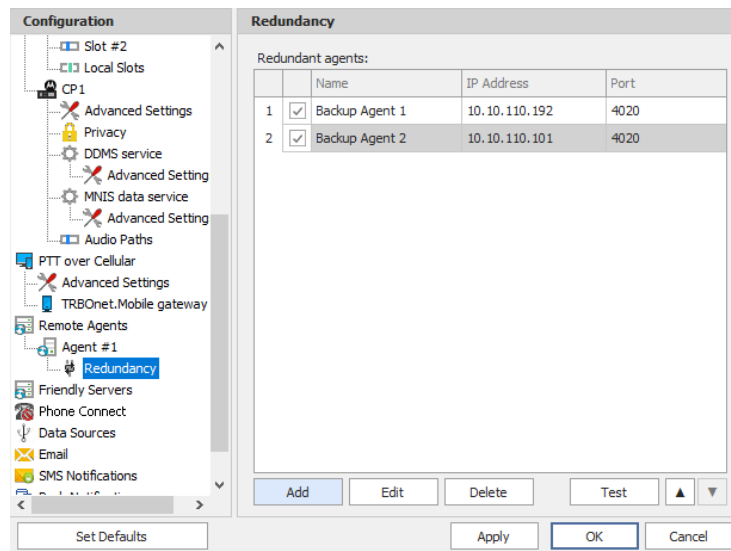 Configuration
Slot #2
Local Slots
CP1
Advanced Settings
Privacy
DDMS service
Advanced Setting
MNIS data service
Advanced Setting
Audio Paths
PTT over Cellular
Advanced Settings
TRBOnet.Mobile gateway
Remote Agents
Agent #1
Redundancy
Friendly Servers
Phone Connect
Data Sources
Email
SMS Notifications
Set Defaults
Redundancy
Redundant agents:
Name IP Address Port
1 Backup Agent 1 10.10.110.192 4020
2 Backup Agent 2 10.10.110.101 4020
Add Edit Delete Test
Apply OK Cancel